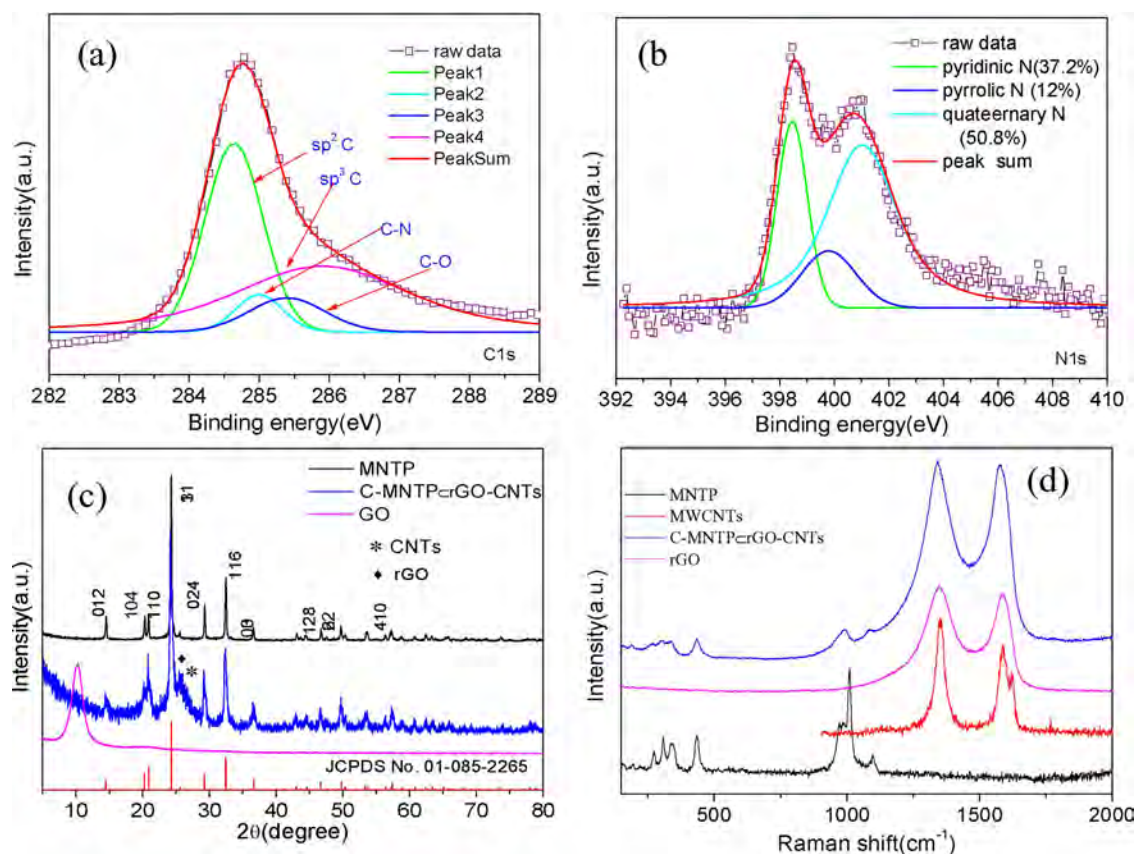 (a)
raw data
Peak1
Peak2
Peak3
Peak4
PeakSum
sp² C
sp³ C
C-N
C-O
C1s
Intensity(a.u.)
282 283 284 285 286 287 288 289
Binding energy(eV)
(b)
raw data
pyridinic N(37.2%)
pyrrolic N (12%)
quateernary N
(50.8%)
peak sum
N1s
Intensity(a.u.)
392 394 396 398 400 402 404 406 408 410
Binding energy(eV)
(c)
MNTP
C-MNTP⊂rGO-CNTs
GO
CNTs
rGO
012
104
110
024
116
128
410
JCPDS No. 01-085-2265
Intensity(a.u.)
10 20 30 40 50 60 70 80
2θ(degree)
(d)
MNTP
MWCNTs
C-MNTP⊂rGO-CNTs
rGO
Intensity(a.u.)
500 1000 1500 2000
Raman shift(cm⁻¹)